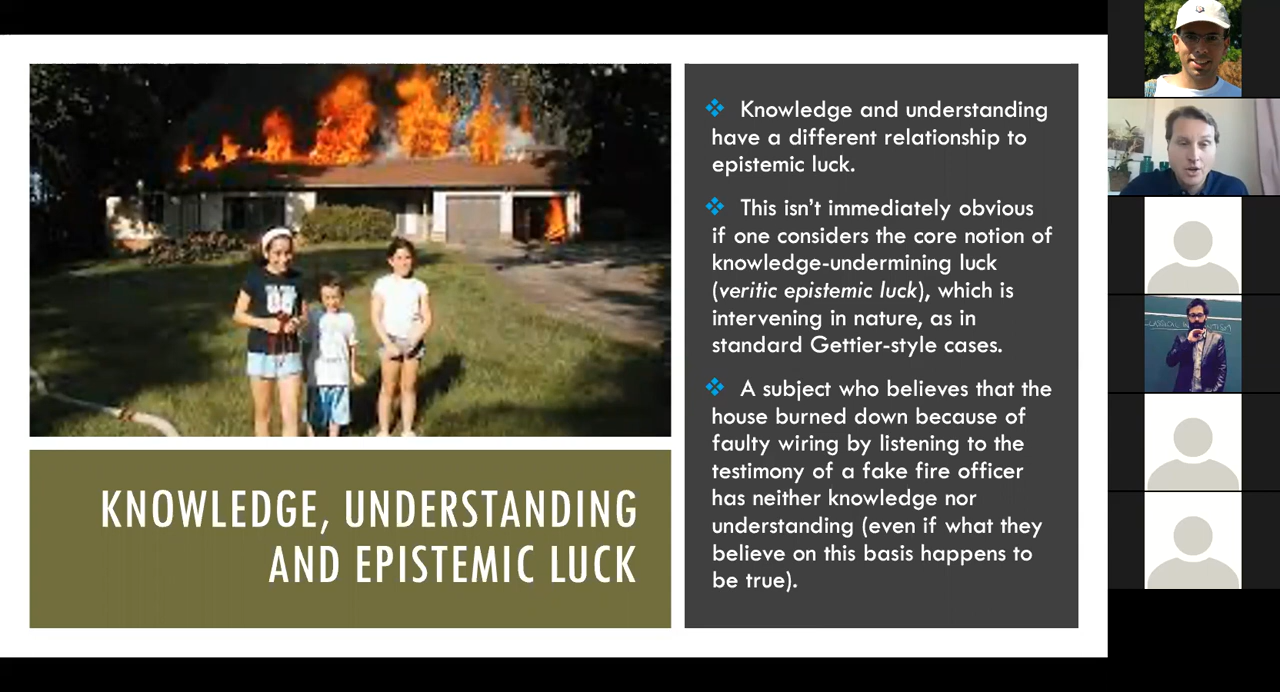 Knowledge and understanding
have a different relationship to
epistemic luck.
This isn’t immediately obvious
if one considers the core notion of
knowledge-undermining luck
(veritic epistemic luck), which is
intervening in nature, as in
standard Gettier-style cases.
A subject who believes that the
house burned down because of
faulty wiring by listening to the
testimony of a fake fire officer
has neither knowledge nor
understanding (even if what they
believe on this basis happens to
be true).
KNOWLEDGE, UNDERSTANDING
AND EPISTEMIC LUCK